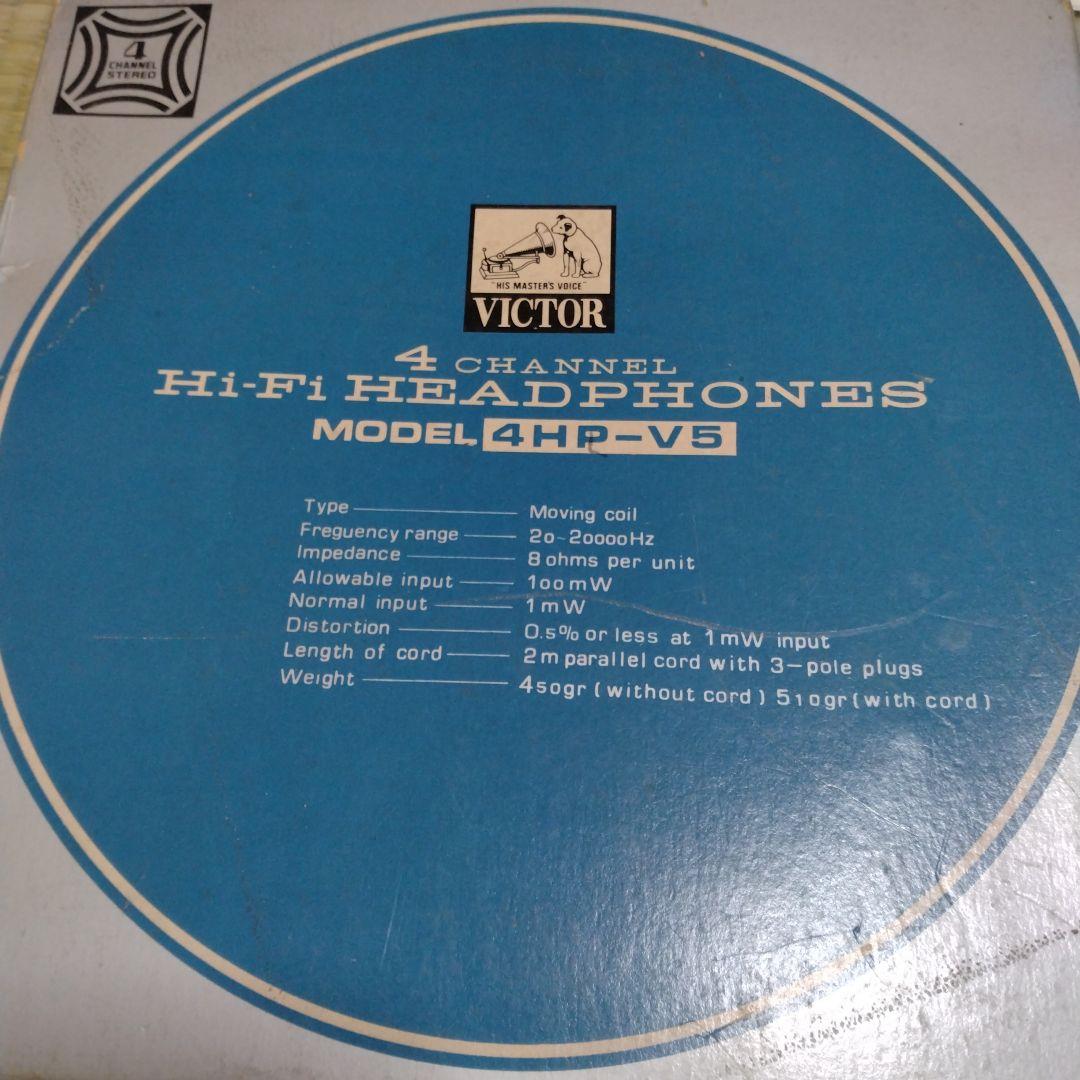 4
CHANNEL
STEREO
"HIS MASTER'S VOICE"
VICTOR
4 CHANNEL
Hi-Fi HEADPHONES
MODEL 4HP-V5
Type Moving coil
Freguency range 20~20000Hz
Impedance 8 ohms per unit
Allowable input 100mW
Normal input 1mW
Distortion 0.5% or less at 1mW input
Length of cord 2m parallel cord with 3-pole plugs
Weight 450gr (without cord) 510gr (with cord)